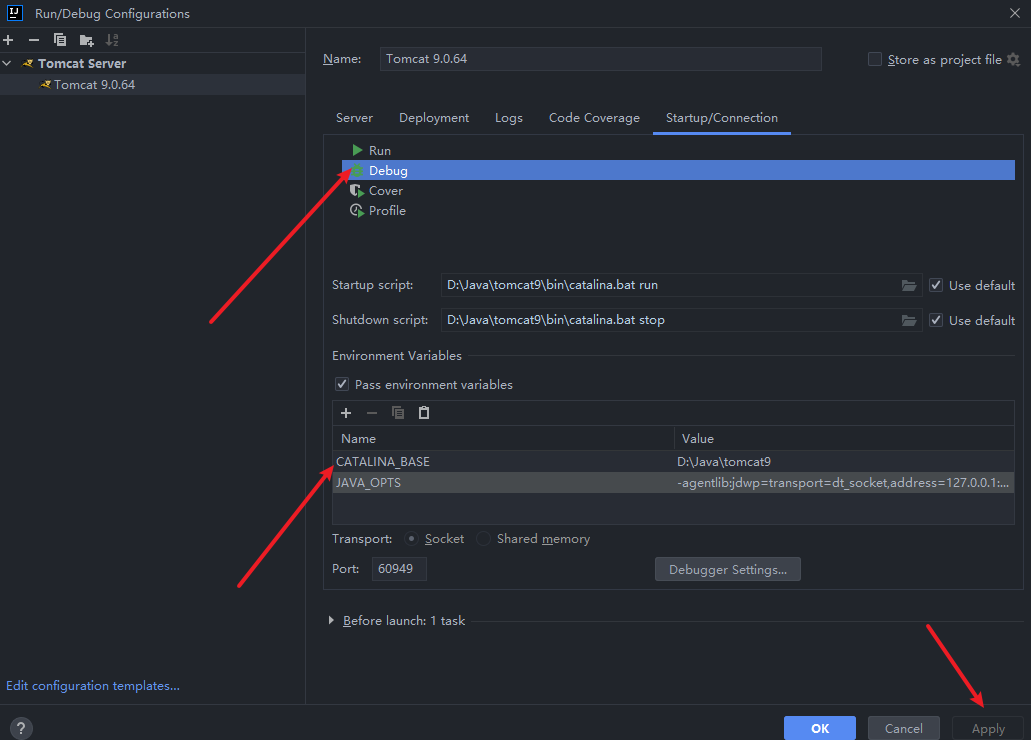 Run/Debug Configurations
Tomcat Server
Tomcat 9.0.64
Name: Tomcat 9.0.64 Store as project file
Server Deployment Logs Code Coverage Startup/Connection
Run
Debug
Cover
Profile
Startup script: D:\Java\tomcat9\bin\catalina.bat run Use default
Shutdown script: D:\Java\tomcat9\bin\catalina.bat stop Use default
Environment Variables
Pass environment variables
Name Value
CATALINA_BASE D:\Java\tomcat9
JAVA_OPTS -agentlib:jdwp=transport=dt_socket,address=127.0.0.1:...
Transport: Socket Shared memory
Port: 60949 Debugger Settings...
Before launch: 1 task
Edit configuration templates...
? OK Cancel Apply